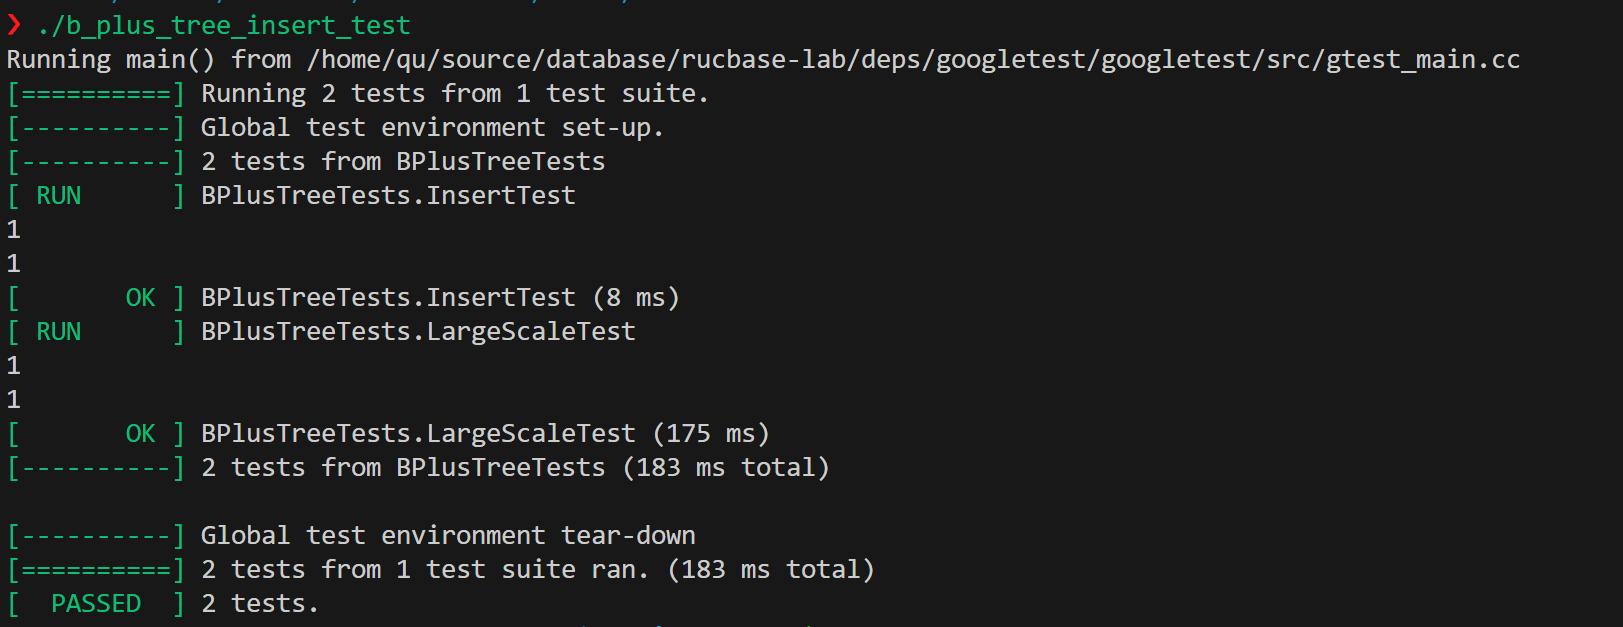 ❯ ./b_plus_tree_insert_test
Running main() from /home/qu/source/database/rucbase-lab/deps/googletest/googletest/src/gtest_main.cc
[==========] Running 2 tests from 1 test suite.
[----------] Global test environment set-up.
[----------] 2 tests from BPlusTreeTests
[ RUN      ] BPlusTreeTests.InsertTest
1
1
[       OK ] BPlusTreeTests.InsertTest (8 ms)
[ RUN      ] BPlusTreeTests.LargeScaleTest
1
1
[       OK ] BPlusTreeTests.LargeScaleTest (175 ms)
[----------] 2 tests from BPlusTreeTests (183 ms total)
[----------] Global test environment tear-down
[==========] 2 tests from 1 test suite ran. (183 ms total)
[  PASSED  ] 2 tests.